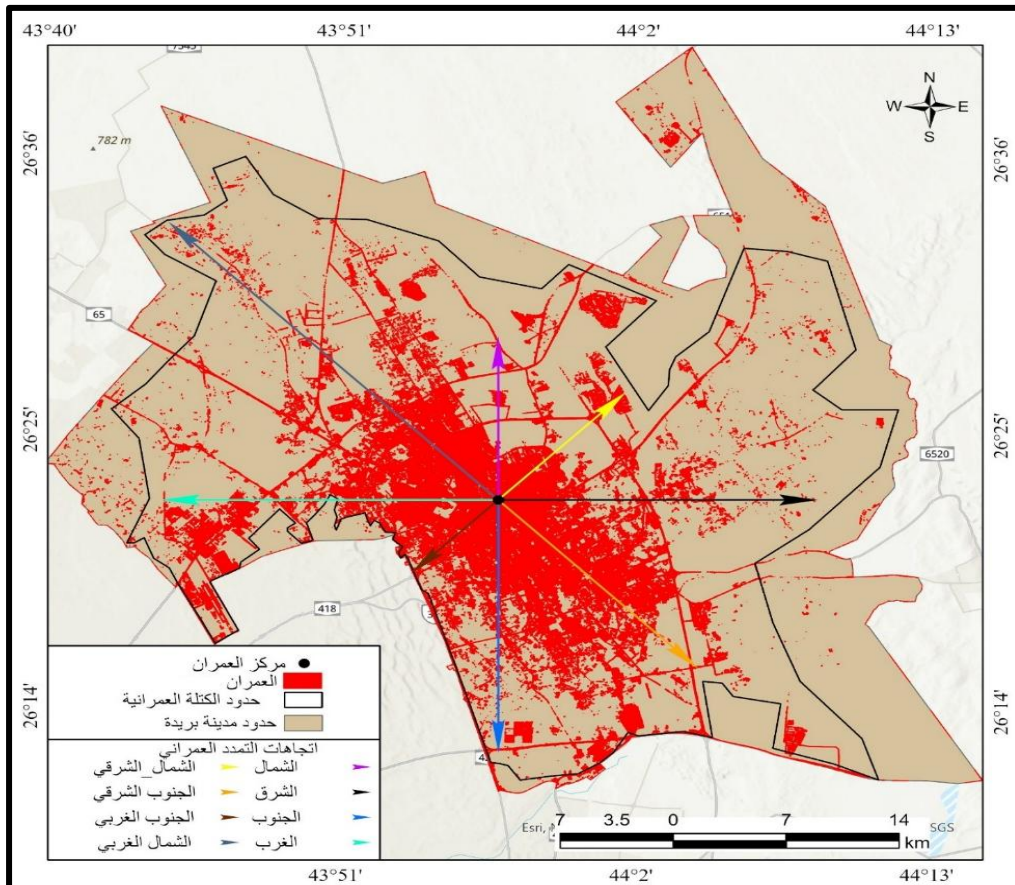 43°40' 43°51' 44°2' 44°13'
7343
N
W E
S
782 m
26°36' 26°36'
65
26°25' 26°25'
6520
418
مركز العمران
العمران
حدود الكتلة العمرانية
حدود مدينة بريدة
26°14' 26°14'
اتجاهات التمدد العمراني
الشمال الشمال_الشرقي
الشرق الجنوب الشرقي
الجنوب الجنوب الغربي
الغرب الشمال الغربي
7 3.5 0 7 14
km
Esri, SGS
43°51' 44°2' 44°13'